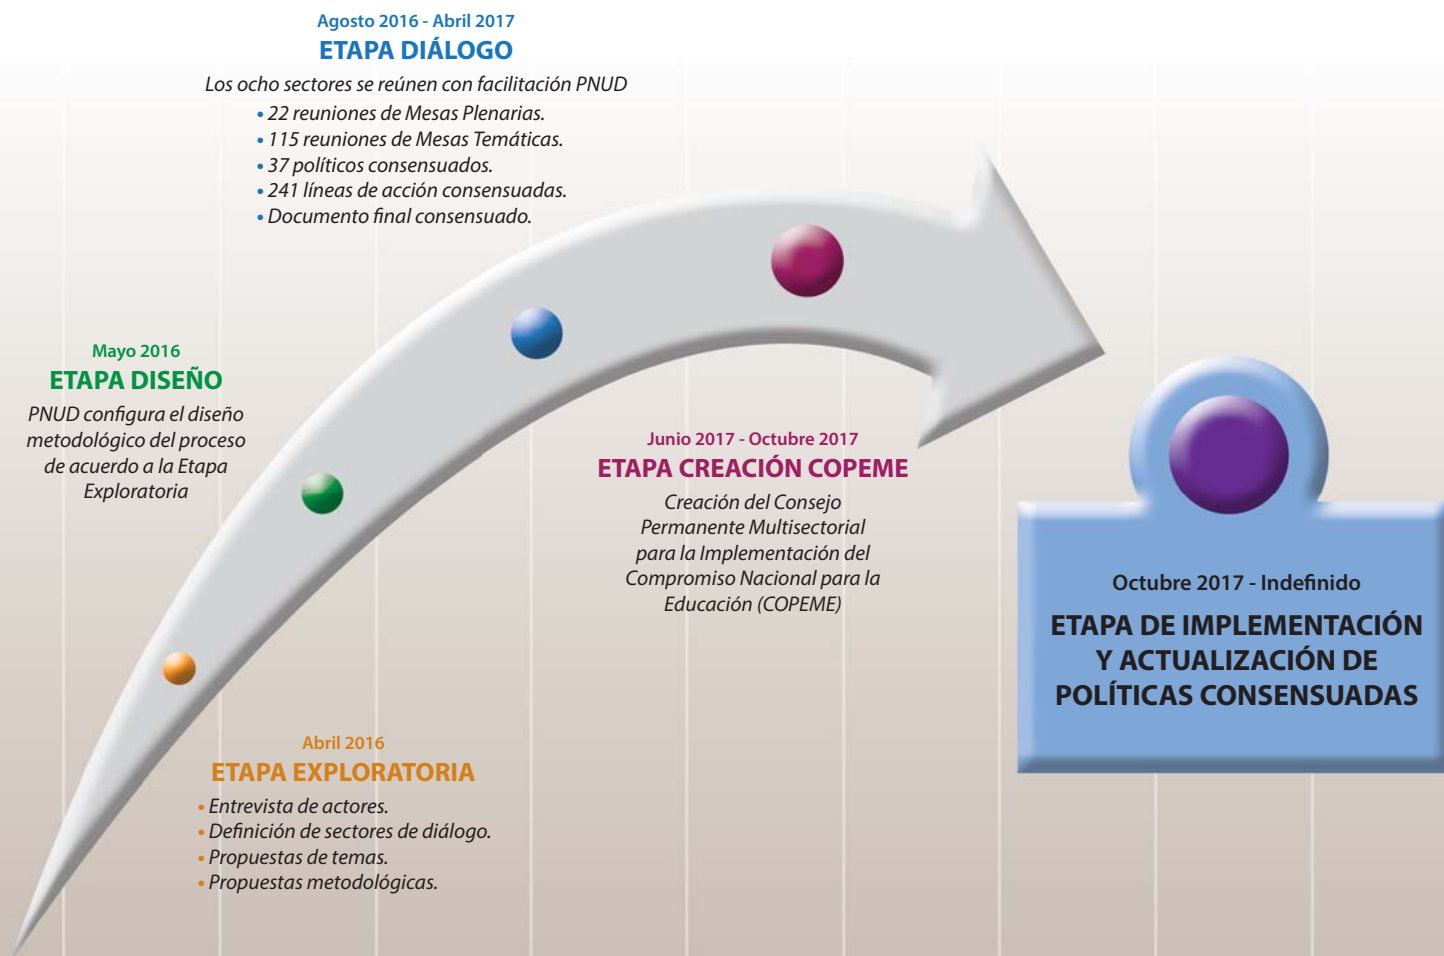 Agosto 2016 - Abril 2017
ETAPA DIÁLOGO
Los ocho sectores se reúnen con facilitación PNUD
• 22 reuniones de Mesas Plenarias.
• 115 reuniones de Mesas Temáticas.
• 37 políticos consensuados.
• 241 líneas de acción consensuadas.
• Documento final consensuado.
Mayo 2016
ETAPA DISEÑO
PNUD configura el diseño
metodológico del proceso
de acuerdo a la Etapa
Exploratoria
Junio 2017 - Octubre 2017
ETAPA CREACIÓN COPEME
Creación del Consejo
Permanente Multisectorial
para la Implementación del
Compromiso Nacional para la
Educación (COPEME)
Octubre 2017 - Indefinido
ETAPA DE IMPLEMENTACIÓN
Y ACTUALIZACIÓN DE
POLÍTICAS CONSENSUADAS
Abril 2016
ETAPA EXPLORATORIA
• Entrevista de actores.
• Definición de sectores de diálogo.
• Propuestas de temas.
• Propuestas metodológicas.